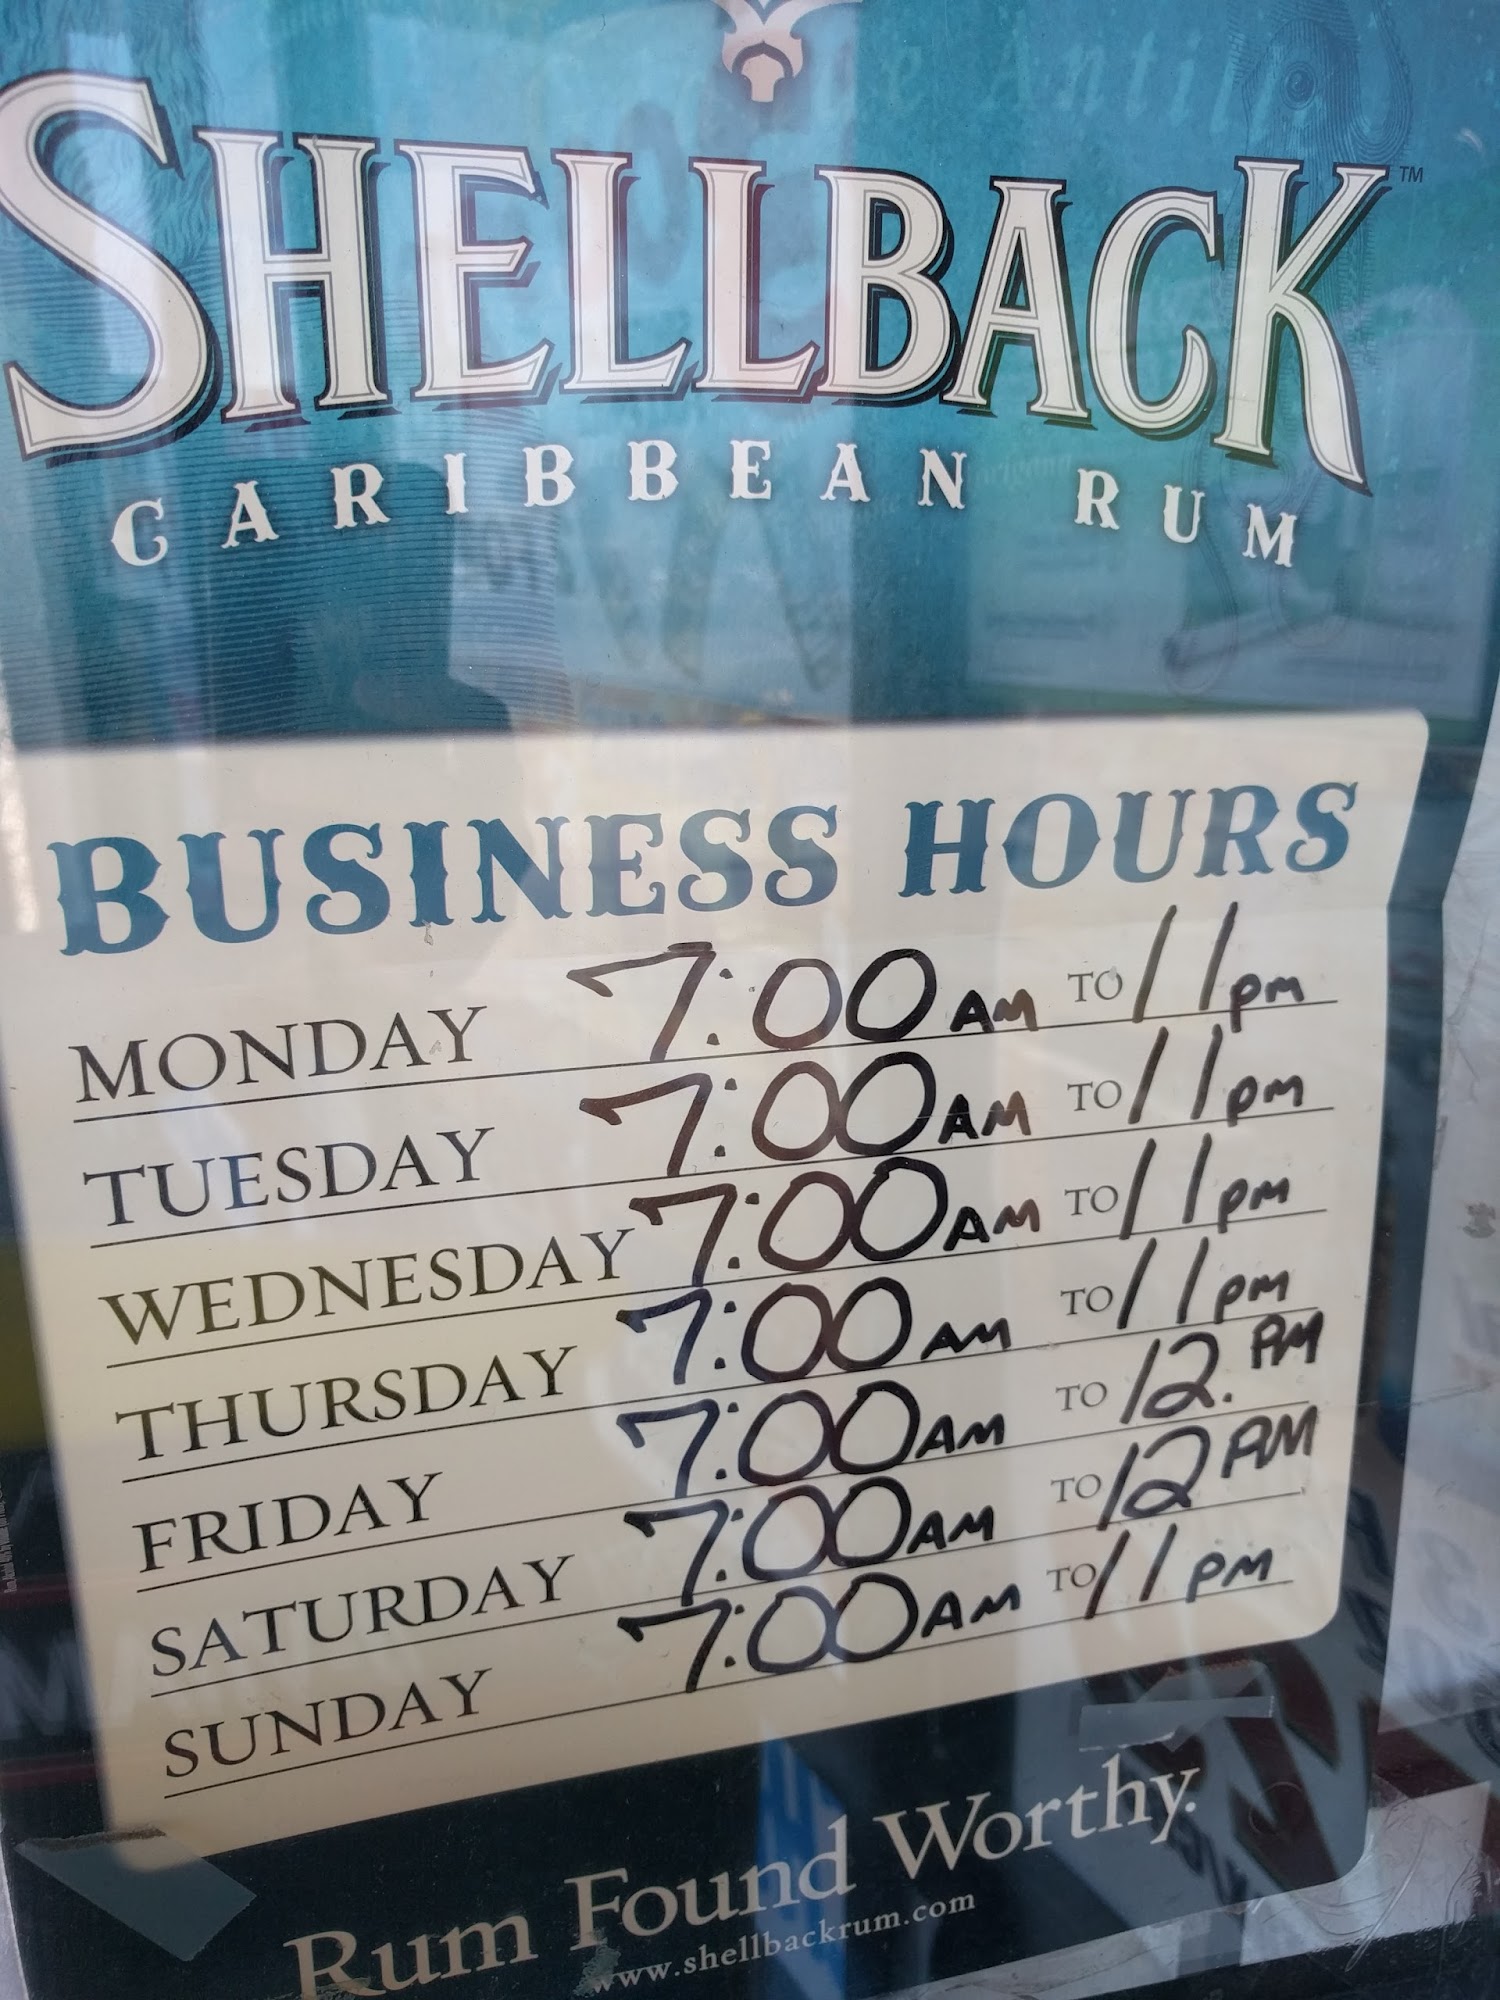 SHELLBACK™
CARIBBEAN RUM
BUSINESS HOURS
MONDAY 7:00 AM TO 11 pm
TUESDAY 7:00 AM TO 11 pm
WEDNESDAY 7:00 AM TO 11 pm
THURSDAY 7:00 AM TO 11 pm
FRIDAY 7:00 AM TO 12. AM
SATURDAY 7:00 AM TO 12 AM
SUNDAY 7:00 AM TO 11 PM
Rum Found Worthy.
www.shellbackrum.com